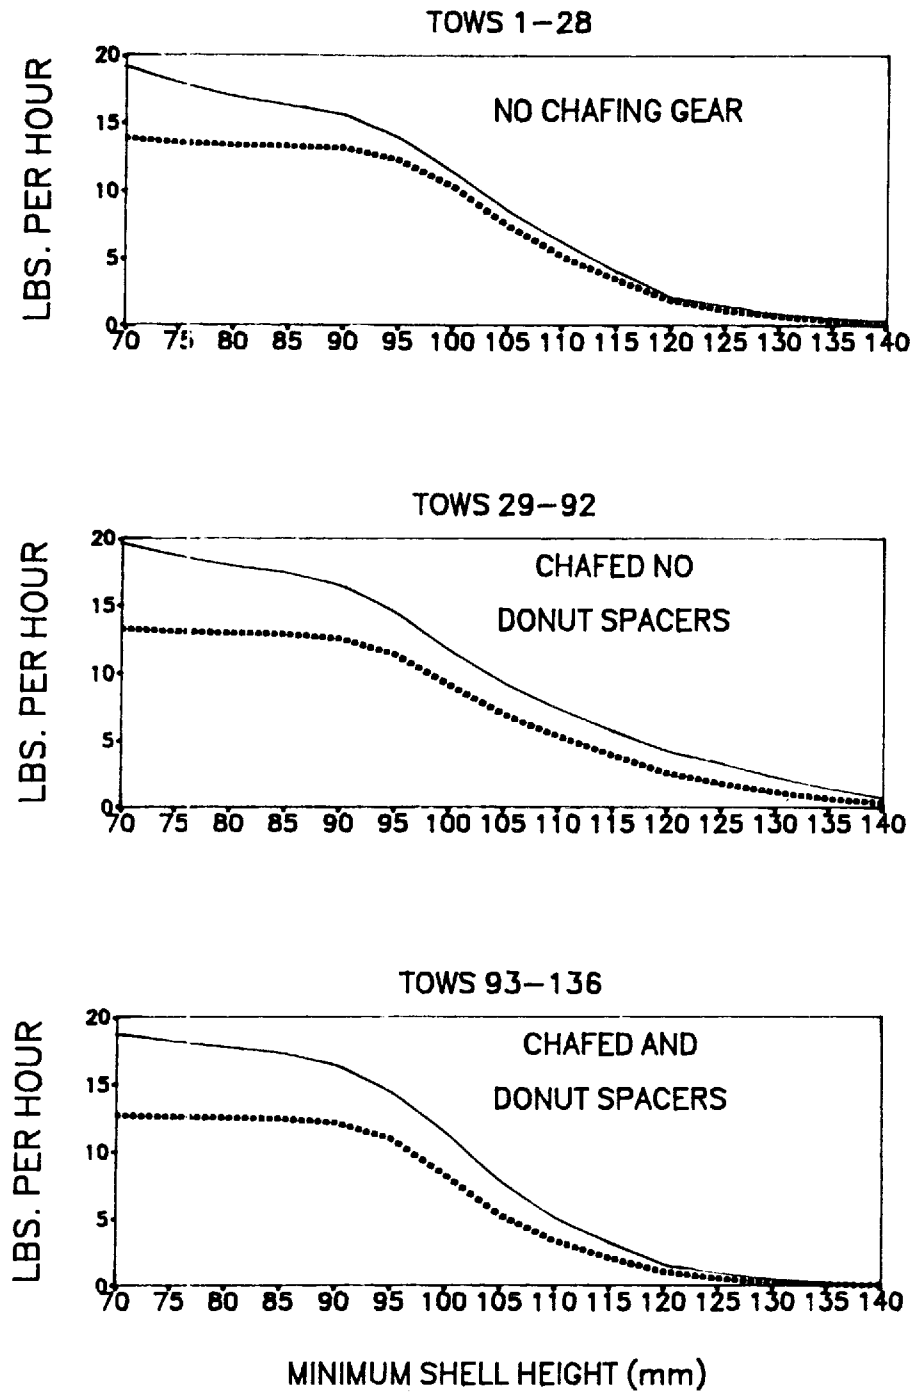 TOWS 1-28
NO CHAFING GEAR
LBS. PER HOUR
20
15
10
5
0
70 75 80 85 90 95 100 105 110 115 120 125 130 135 140
TOWS 29-92
CHAFED NO
DONUT SPACERS
LBS. PER HOUR
20
15
10
5
0
70 75 80 85 90 95 100 105 110 115 120 125 130 135 140
TOWS 93-136
CHAFED AND
DONUT SPACERS
LBS. PER HOUR
20
15
10
5
0
70 75 80 85 90 95 100 105 110 115 120 125 130 135 140
MINIMUM SHELL HEIGHT (mm)